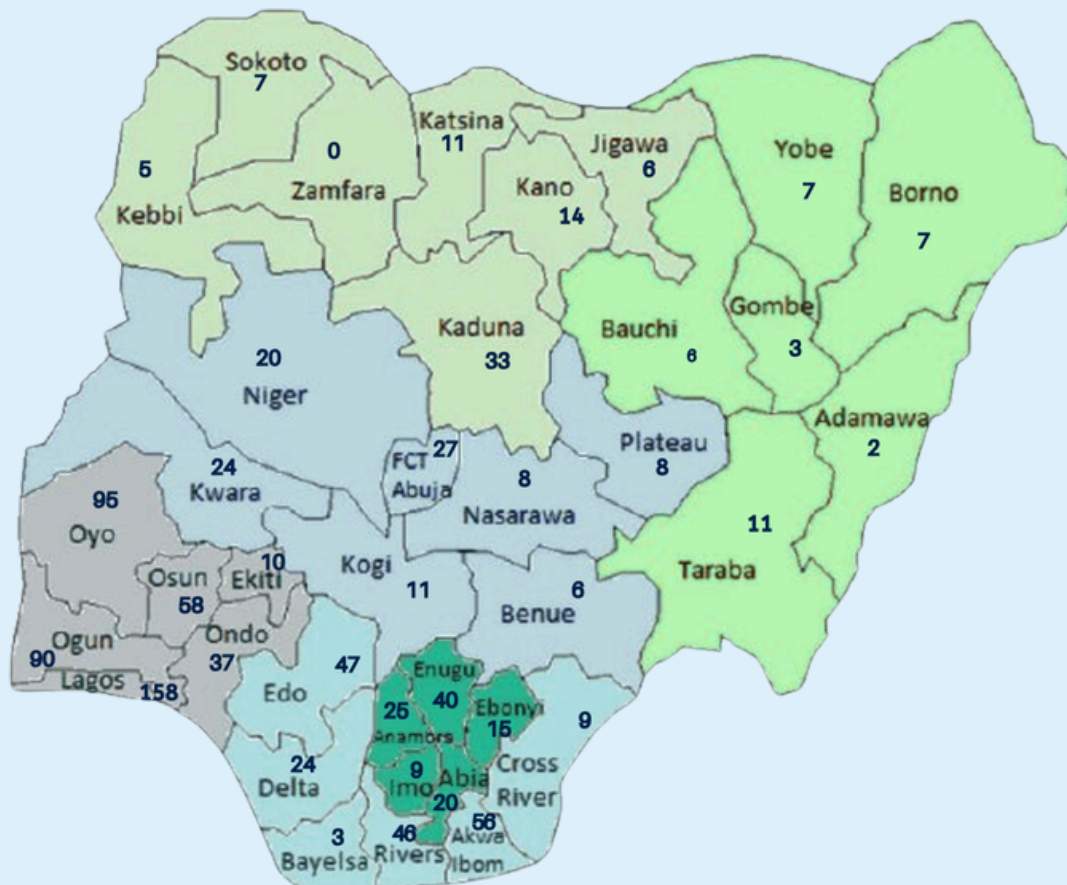 Sokoto
7
Katsina
11
Jigawa
6
Yobe
7
Borno
7
5
Kebbi
0
Zamfara
Kano
14
Gombe
3
Bauchi
6
Kaduna
33
20
Niger
Adamawa
2
Plateau
8
27
FCT
Abuja
24
Kwara
8
Nasarawa
95
Oyo
11
Taraba
10
Ekiti
Osun
58
Kogi
11
6
Benue
Ogun
90
Ondo
37
Lagos
158
47
Edo
Enugu
40
25
Anamors
Ebonyi
15
9
Cross
River
24
Delta
9
Imo
Abia
20
3
Bayelsa
46
Rivers
56
Akwa
Ibom